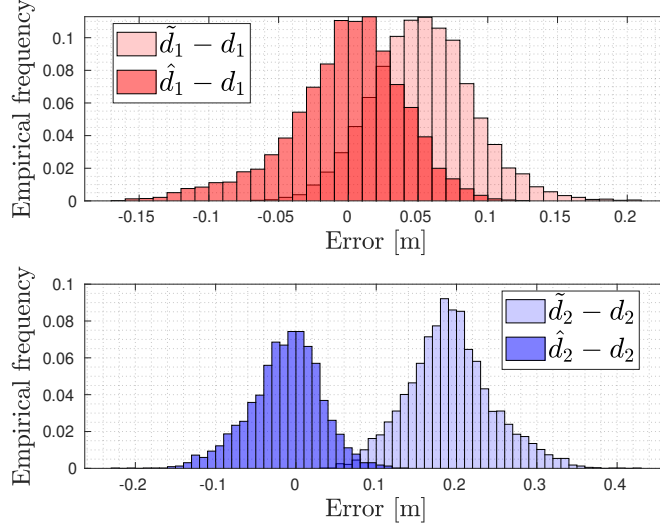 0.1
0.08
0.06
0.04
0.02
0
Empirical frequency
d̃₁ − d₁
d̂₁ − d₁
-0.15 -0.1 -0.05 0 0.05 0.1 0.15 0.2
Error [m]
0.1
0.08
0.06
0.04
0.02
0
Empirical frequency
d̃₂ − d₂
d̂₂ − d₂
-0.2 -0.1 0 0.1 0.2 0.3 0.4
Error [m]